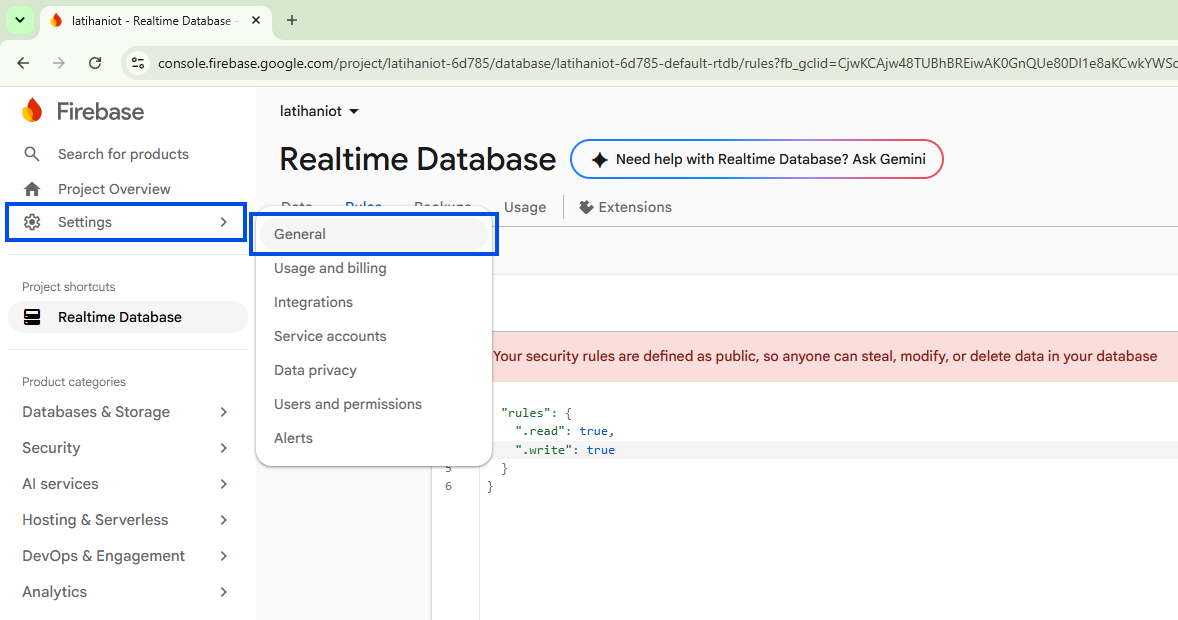 latihaniot - Realtime Database -
console.firebase.google.com/project/latihaniot-6d785/database/latihaniot-6d785-default-rtdb/rules?fb_gclid=CjwKCAjw48TUBhBREiwAK0GnQUe80DI1e8aKCwkYWSc
Firebase
Search for products
Project Overview
Settings
Project shortcuts
Realtime Database
Product categories
Databases & Storage
Security
AI services
Hosting & Serverless
DevOps & Engagement
Analytics
latihaniot
Realtime Database
Need help with Realtime Database? Ask Gemini
Data Rules Backups Usage Extensions
General
Usage and billing
Integrations
Service accounts
Data privacy
Users and permissions
Alerts
Your security rules are defined as public, so anyone can steal, modify, or delete data in your database
"rules": {
".read": true,
".write": true
5 }
6 }